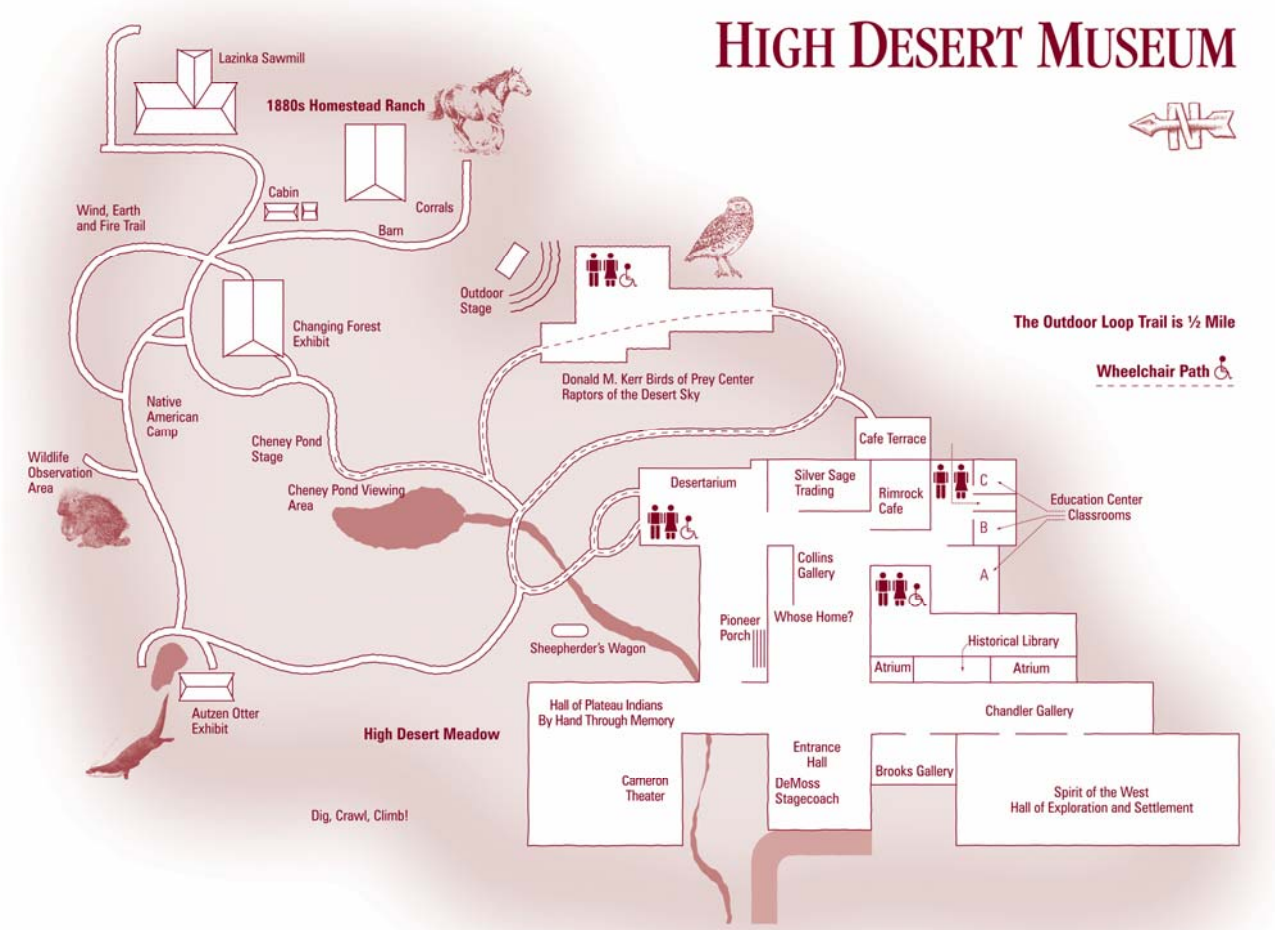 HIGH DESERT MUSEUM
N
Lazinka Sawmill
1880s Homestead Ranch
Cabin
Corrals
Barn
Wind, Earth
and Fire Trail
Outdoor
Stage
The Outdoor Loop Trail is ½ Mile
Wheelchair Path
Changing Forest
Exhibit
Donald M. Kerr Birds of Prey Center
Raptors of the Desert Sky
Native
American
Camp
Cheney Pond
Stage
Cafe Terrace
Wildlife
Observation
Area
Cheney Pond Viewing
Area
Desertarium
Silver Sage
Trading
Rimrock
Cafe
C
B
A
Education Center
Classrooms
Collins
Gallery
Pioneer
Porch
Whose Home?
Historical Library
Atrium
Atrium
Sheepherder's Wagon
Autzen Otter
Exhibit
High Desert Meadow
Hall of Plateau Indians
By Hand Through Memory
Chandler Gallery
Entrance
Hall
DeMoss
Stagecoach
Cameron
Theater
Brooks Gallery
Spirit of the West
Hall of Exploration and Settlement
Dig, Crawl, Climb!